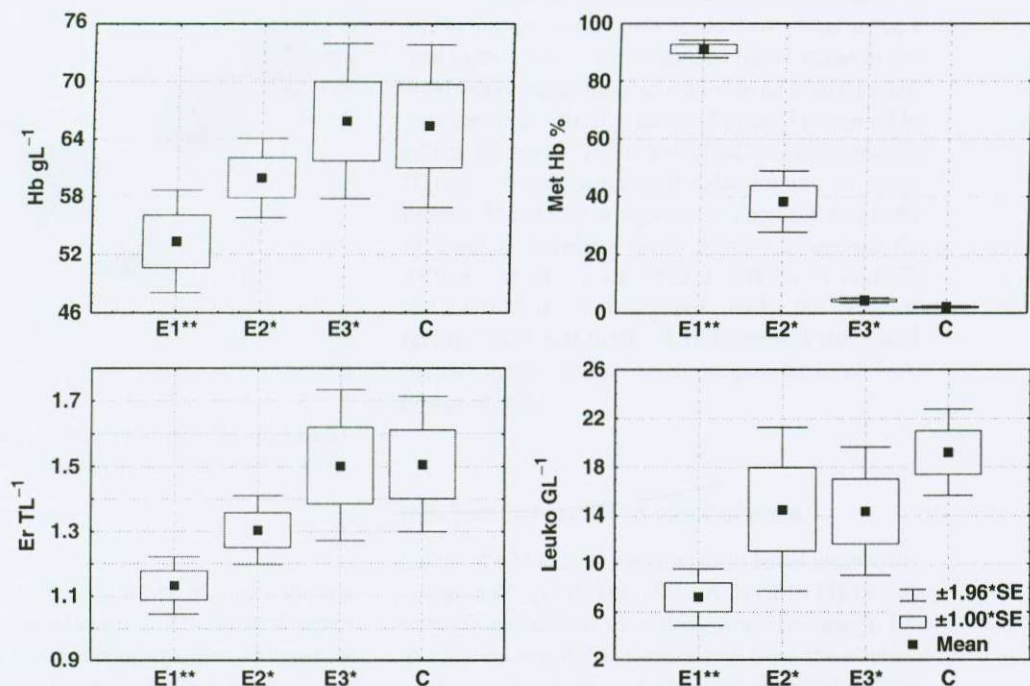 76
70
64
58
52
46
Hb gL⁻¹
E1** E2* E3* C
100
80
60
40
20
0
Met Hb %
E1** E2* E3* C
1.7
1.5
1.3
1.1
0.9
Er TL⁻¹
E1** E2* E3* C
26
22
18
14
10
6
2
Leuko GL⁻¹
E1** E2* E3* C
±1.96*SE
±1.00*SE
Mean